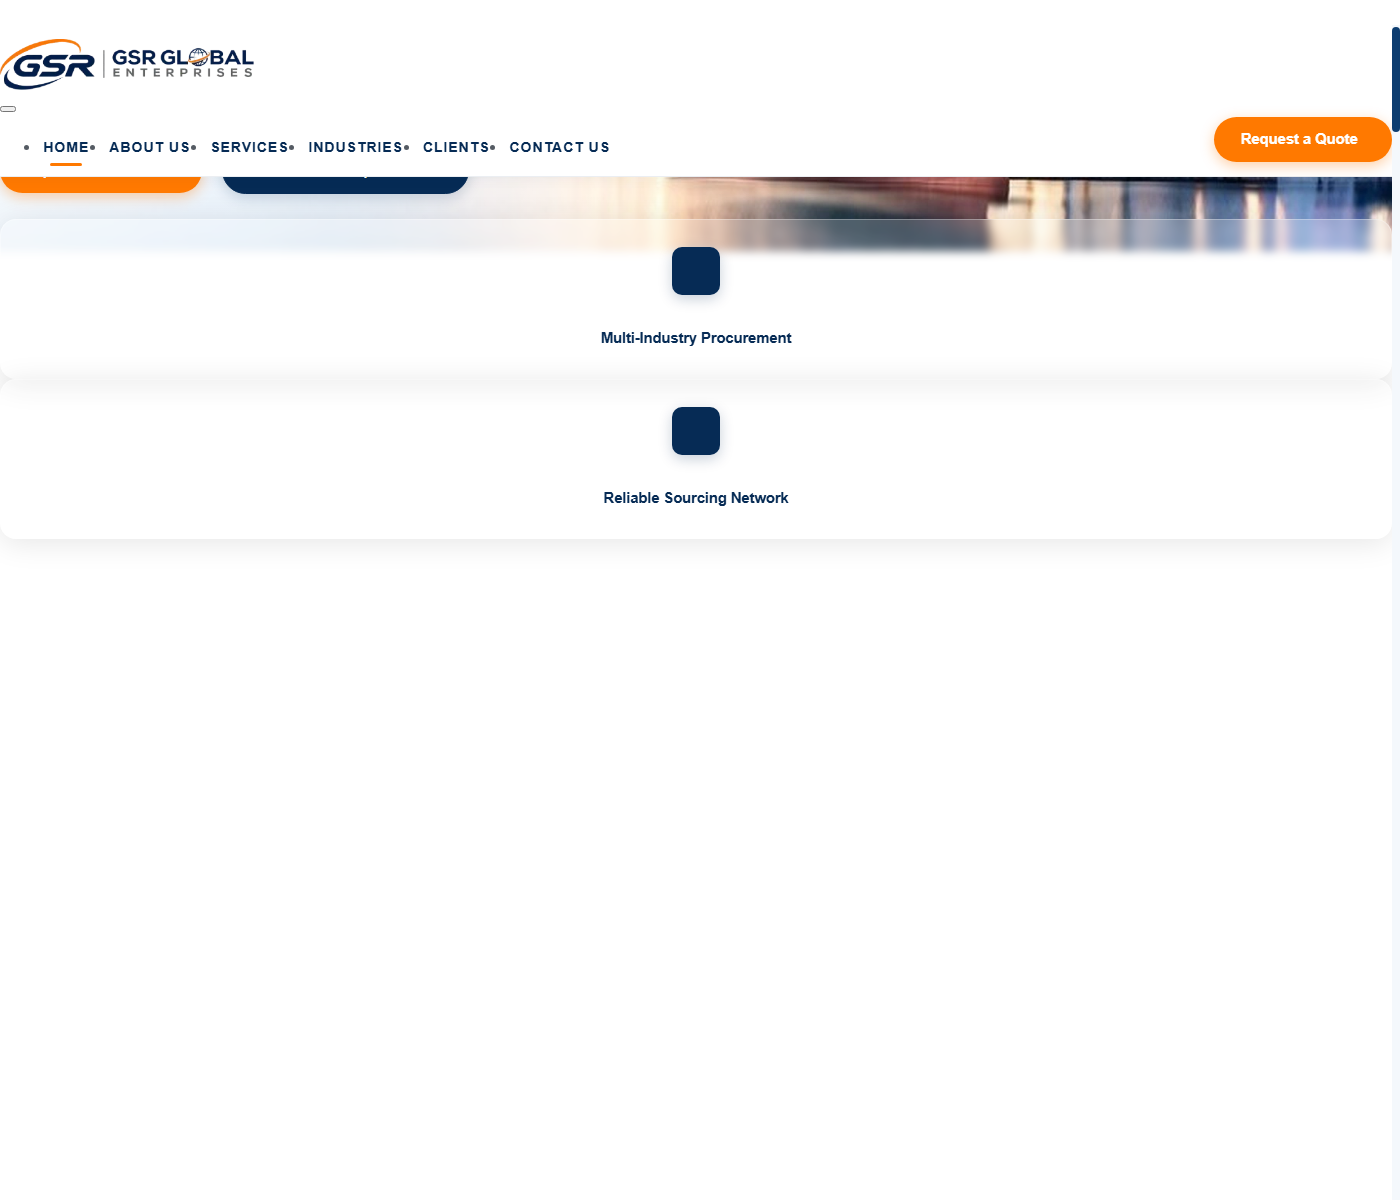 GSR
GSR GLOBAL
ENTERPRISES
HOME
ABOUT US
SERVICES
INDUSTRIES
CLIENTS
CONTACT US
Request a Quote
Multi-Industry Procurement
Reliable Sourcing Network